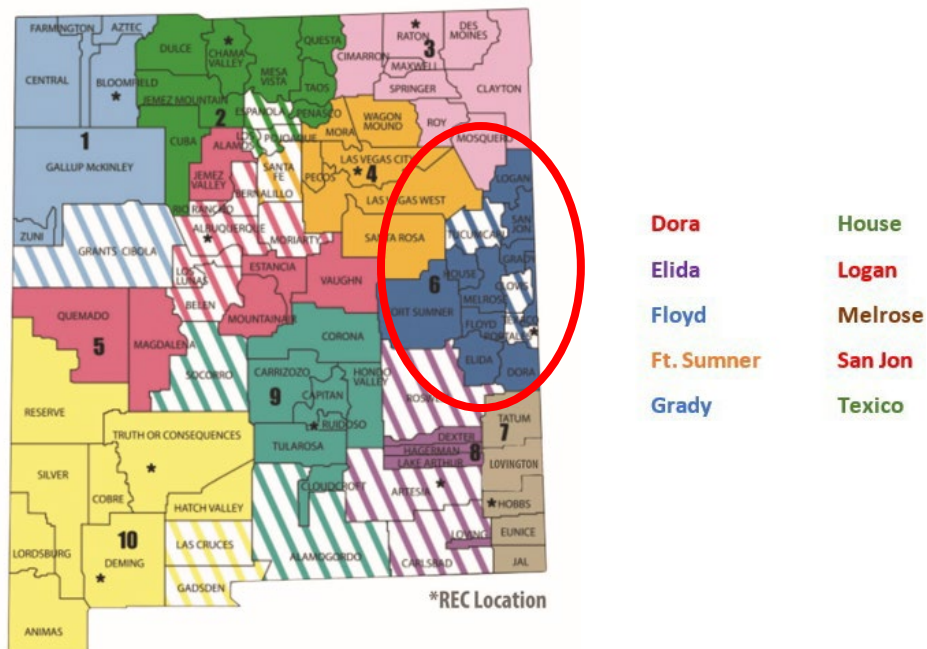 FARMINGTON
AZTEC
CENTRAL
BLOOMFIELD
*
DULCE
*
CHAMA
VALLEY
QUESTA
MESA
VISTA
TAOS
JEMEZ MOUNTAIN
2
ESPANOLA
PENASCO
CUBA
LOS
ALAMOS
POJOAQUE
CIMARRON
*
RATON
3
MAXWELL
DES
MOINES
SPRINGER
CLAYTON
ROY
MOSQUERO
WAGON
MOUND
MORA
1
GALLUP McKINLEY
ZUNI
JEMEZ
VALLEY
SANTA
FE
PECOS
LAS VEGAS CITY
*
4
LAS VEGAS WEST
BERNALILLO
RIO RANCHO
ALBUQUERQUE
*
MORIARTY
SANTA ROSA
LOGAN
TUCUMCARI
SAN
JON
GRANTS CIBOLA
LOS
LUNAS
BELEN
ESTANCIA
VAUGHN
MOUNTAINAIR
6
HOUSE
GRADY
CLOVIS
MELROSE
FORT SUMNER
TEXICO
*
FLOYD
PORTALES
ELIDA
DORA
QUEMADO
5
MAGDALENA
SOCORRO
CORONA
CARRIZOZO
HONDO
VALLEY
9
CAPITAN
*
RUIDOSO
TULAROSA
CLOUDCROFT
ROSWELL
DEXTER
HAGERMAN
8
LAKE ARTHUR
ARTESIA
*
TATUM
7
LOVINGTON
*
HOBBS
LOVING
EUNICE
CARLSBAD
JAL
RESERVE
TRUTH OR CONSEQUENCES
*
SILVER
COBRE
HATCH VALLEY
LORDSBURG
10
DEMING
*
LAS CRUCES
GADSDEN
ALAMOGORDO
ANIMAS
*REC Location
Dora
House
Elida
Logan
Floyd
Melrose
Ft. Sumner
San Jon
Grady
Texico